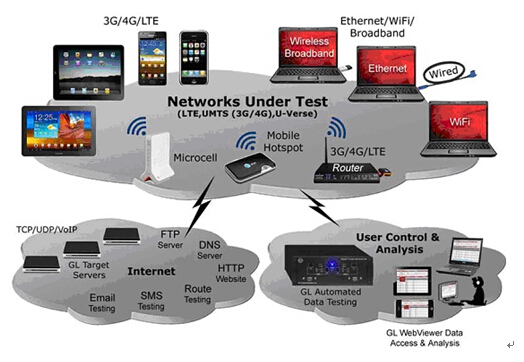 3G/4G/LTE
Ethernet/WiFi/
Broadband
Wireless
Broadband
Ethernet
Wired
WiFi
Networks Under Test
(LTE,UMTS (3G/4G),U-Verse)
Microcell
Mobile
Hotspot
3G/4G/LTE
Router
TCP/UDP/VoIP
GL Target
Servers
FTP
Server
DNS
Server
Internet
HTTP
Website
Email
Testing
SMS
Testing
Route
Testing
User Control &
Analysis
GL Automated
Data Testing
GL WebViewer Data
Access & Analysis